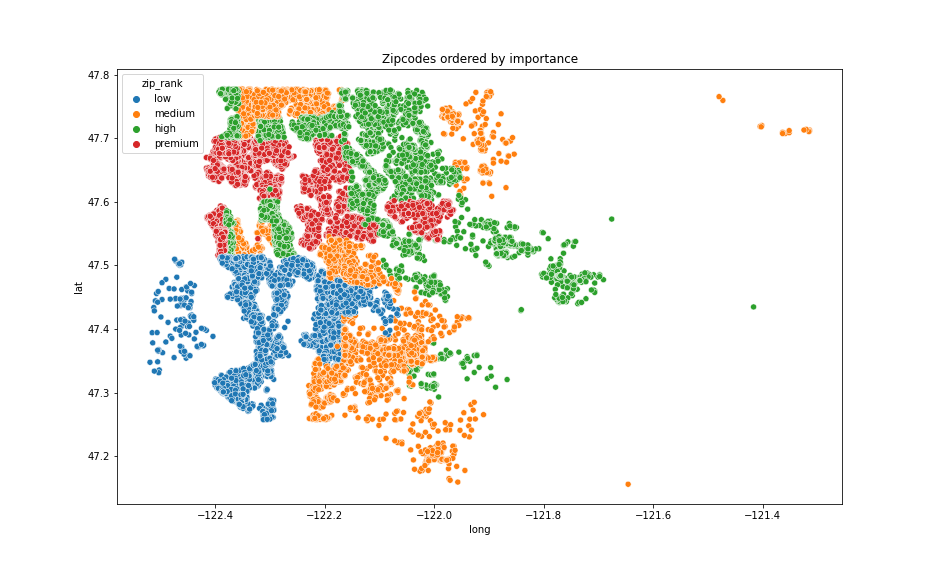 Zipcodes ordered by importance
zip_rank
low
medium
high
premium
47.8
47.7
47.6
47.5
47.4
47.3
47.2
lat
−122.4
−122.2
−122.0
−121.8
−121.6
−121.4
long